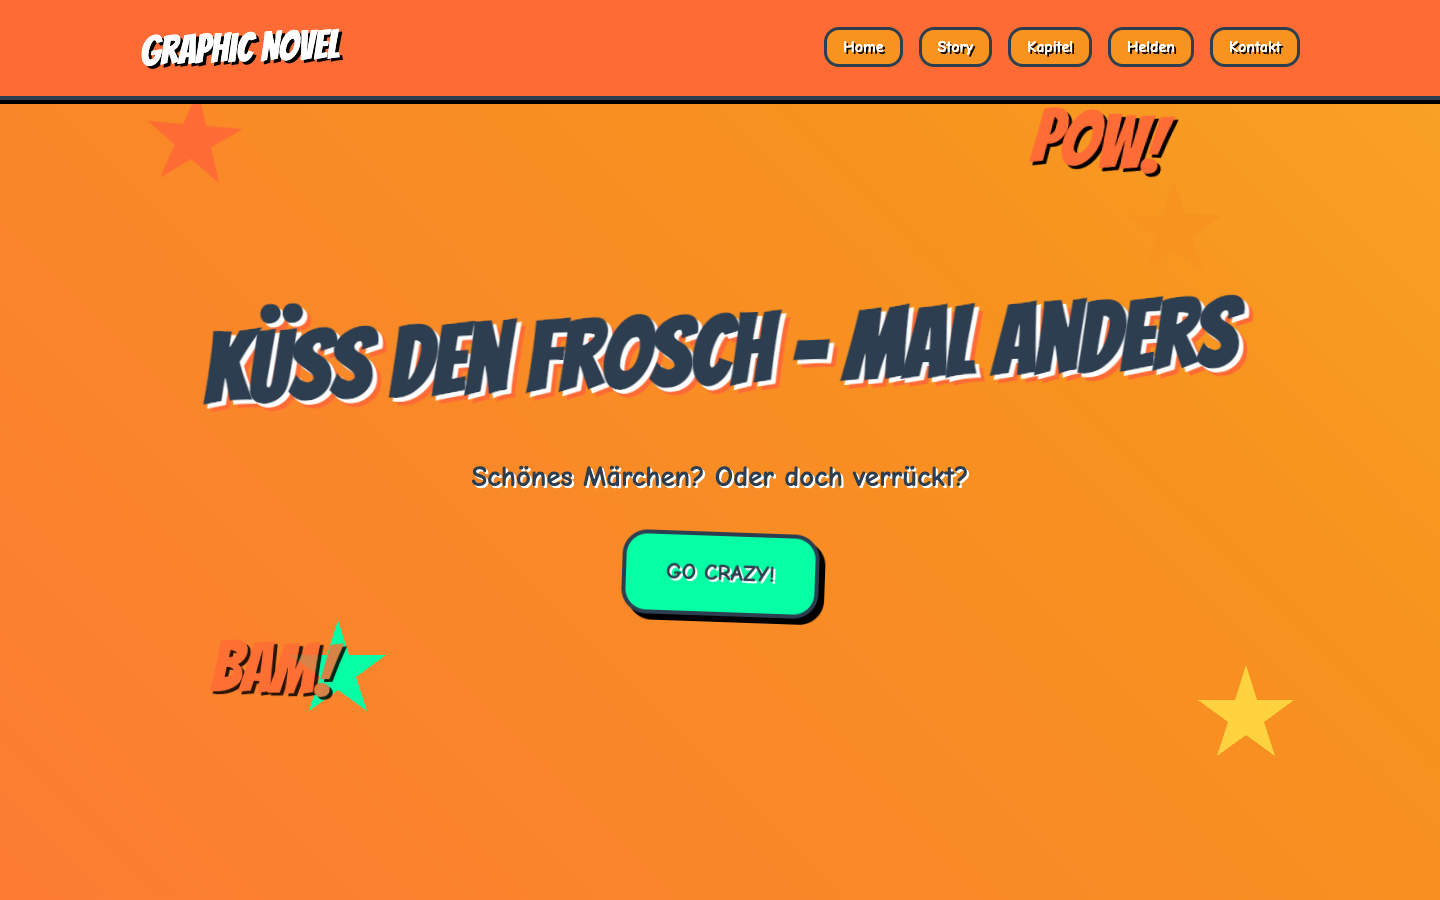 GRAPHIC NOVEL
Home
Story
Kapitel
Helden
Kontakt
POW!
KÜSS DEN FROSCH - MAL ANDERS
Schönes Märchen? Oder doch verrückt?
GO CRAZY!
BAM!